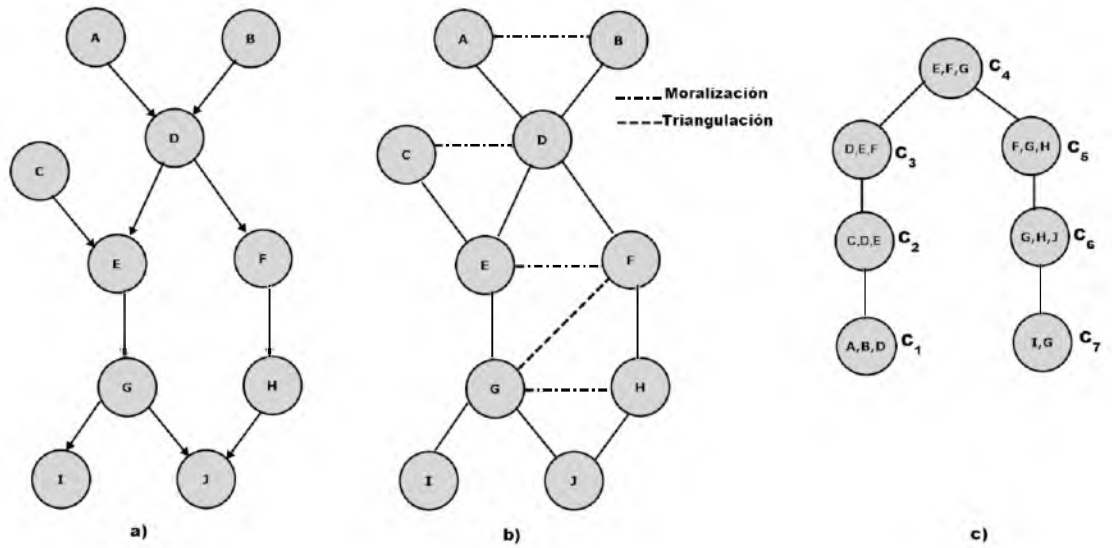 A
B
D
C
E
F
G
H
I
J
a)
A
B
Moralización
Triangulación
C
D
E
F
G
H
I
J
b)
E,F,G
C4
D,E,F
C3
F,G,H
C5
C,D,E
C2
G,H,J
C6
A,B,D
C1
I,G
C7
c)